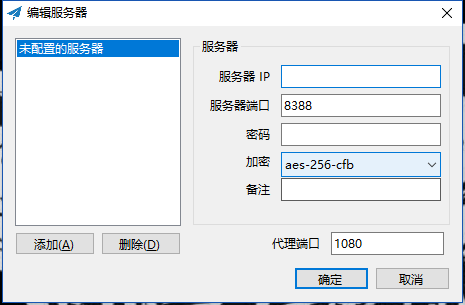 编辑服务器
未配置的服务器
服务器
服务器 IP
服务器端口 8388
密码
加密 aes-256-cfb
备注
添加(A) 删除(D)
代理端口 1080
确定 取消